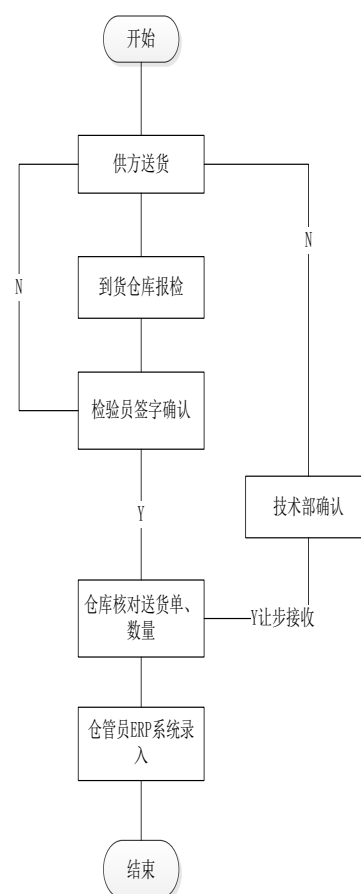 开始
供方送货
N
N
到货仓库报检
检验员签字确认
Y
技术部确认
仓库核对送货单、
数量
Y让步接收
仓管员ERP系统录
入
结束